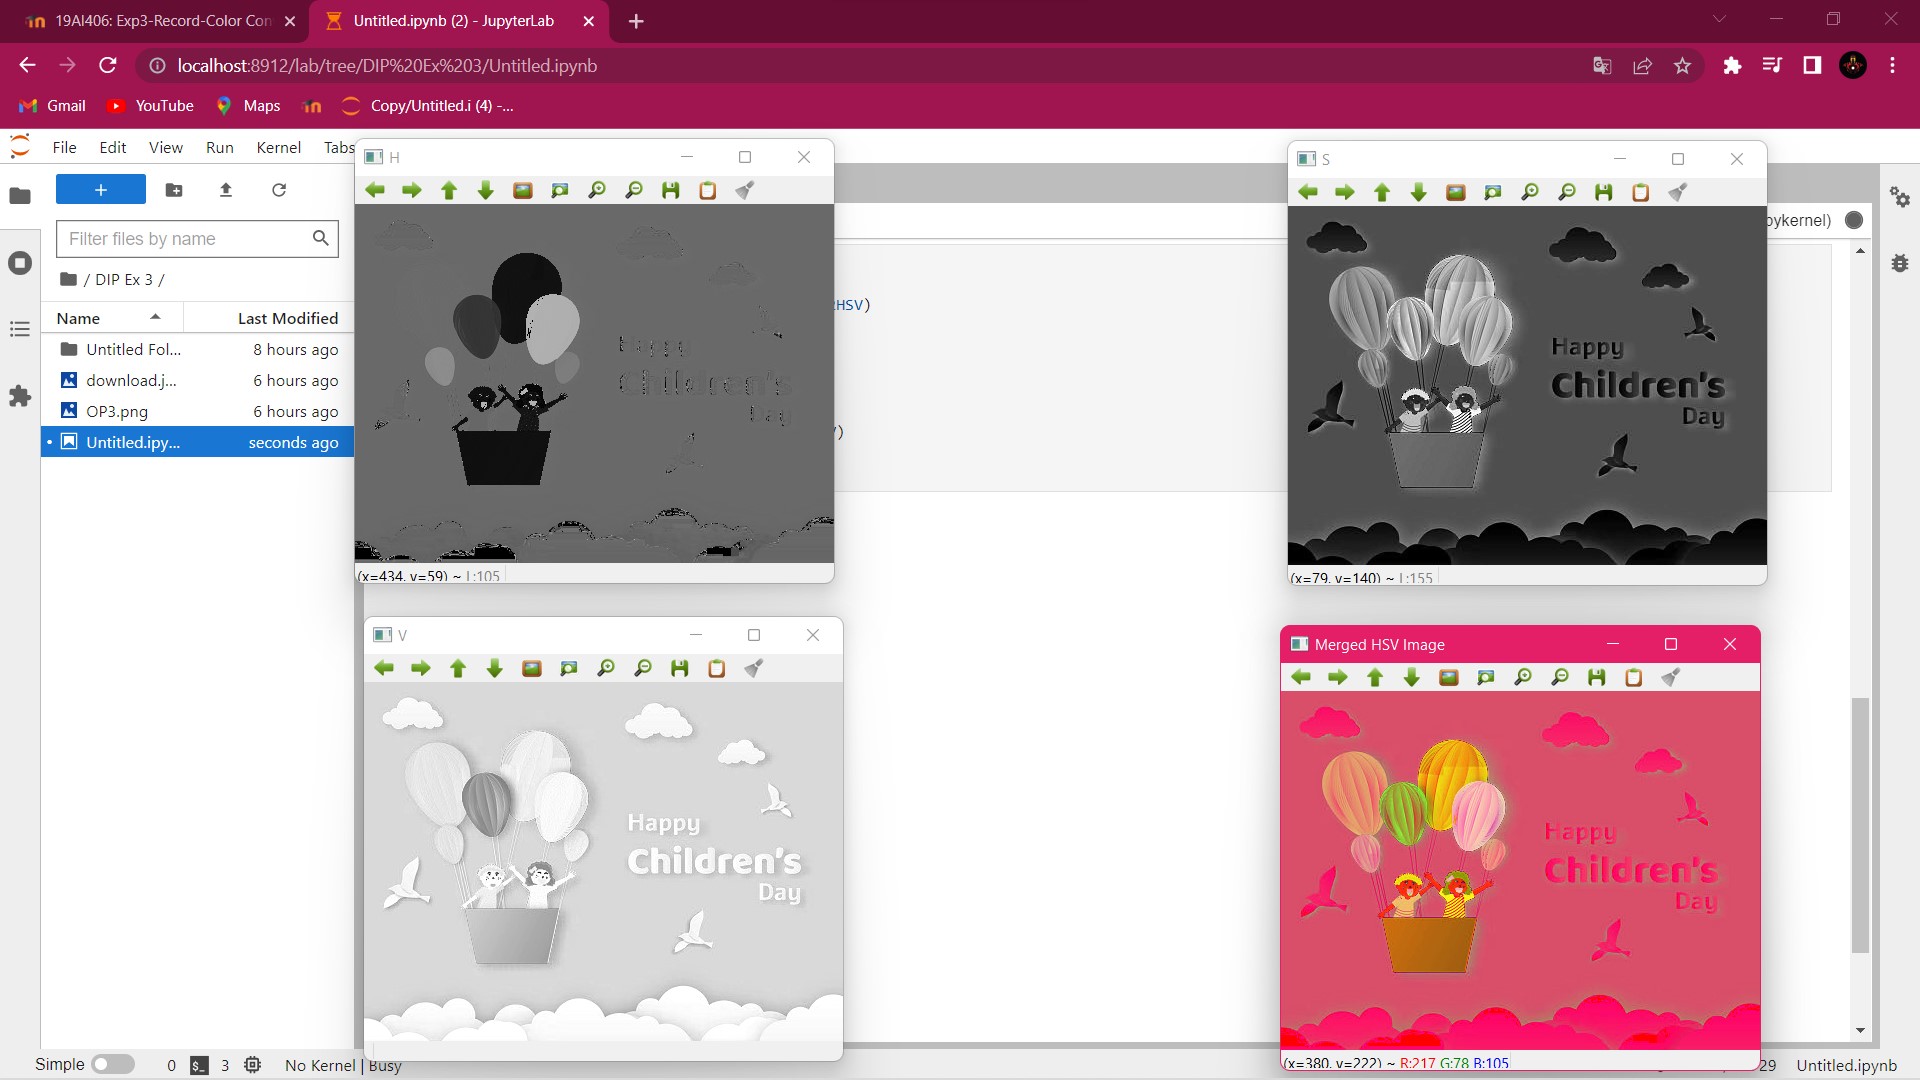 19AI406: Exp3-Record-Color Con
Untitled.ipynb (2) - JupyterLab
localhost:8912/lab/tree/DIP%20Ex%203/Untitled.ipynb
Gmail
YouTube
Maps
Copy/Untitled.i (4) -...
File
Edit
View
Run
Kernel
Tabs
Filter files by name
/ DIP Ex 3 /
Name
Last Modified
Untitled Fol...
8 hours ago
download.j...
6 hours ago
OP3.png
6 hours ago
Untitled.ipy...
seconds ago
H
Happy
Children's
Day
(x=434, y=59) ~ L:105
HSV)
)
S
Happy
Children's
Day
(x=79, y=140) ~ L:155
pykernel)
V
Happy
Children's
Day
Merged HSV Image
Happy
Children's
Day
(x=380, y=222) ~ R:217 G:78 B:105
Simple
0
3
No Kernel | Busy
29
Untitled.ipynb